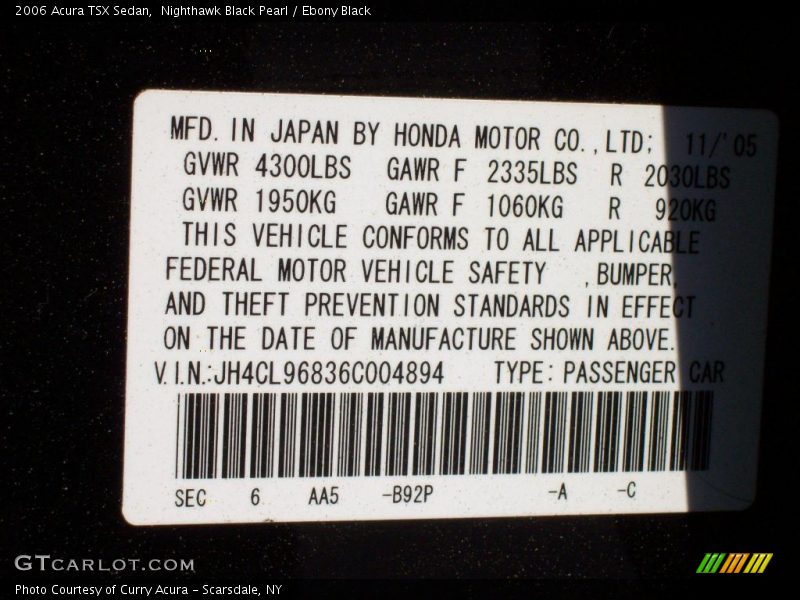 2006 Acura TSX Sedan,  Nighthawk Black Pearl / Ebony Black
MFD. IN JAPAN BY HONDA MOTOR CO., LTD; 11/'05
GVWR 4300LBS GAWR F 2335LBS R 2030LBS
GVWR 1950KG GAWR F 1060KG R 920KG
THIS VEHICLE CONFORMS TO ALL APPLICABLE
FEDERAL MOTOR VEHICLE SAFETY ,BUMPER,
AND THEFT PREVENTION STANDARDS IN EFFECT
ON THE DATE OF MANUFACTURE SHOWN ABOVE.
V.I.N.:JH4CL96836C004894 TYPE: PASSENGER CAR
SEC 6 AA5 -B92P -A -C
GTCARLOT.COM
Photo Courtesy of Curry Acura - Scarsdale, NY